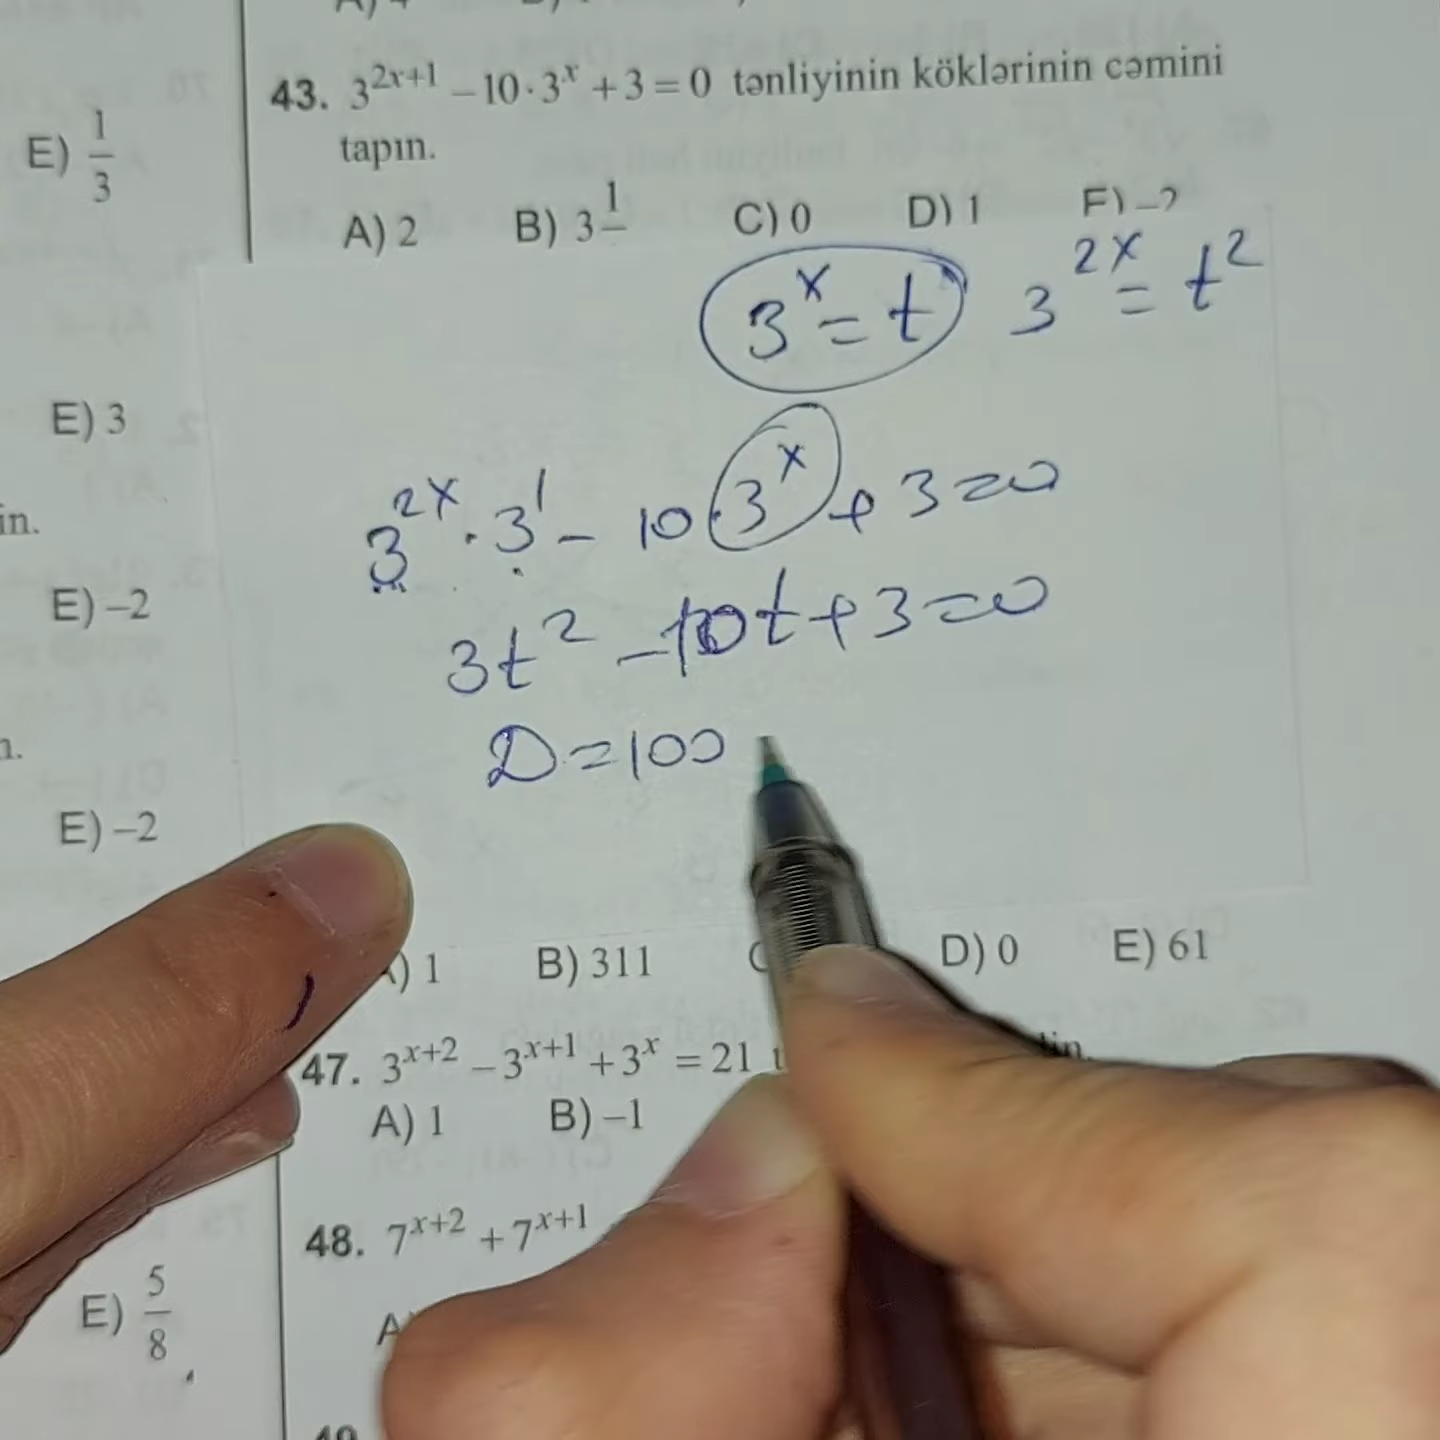 E) 1/3
E) 3
in.
E) –2
E) –2
E) 5/8
43. 3^{2x+1} – 10 · 3^x + 3 = 0 tənliyinin köklərinin cəmini
tapın.
A) 2 B) 3 1 C) 0 D) 1 E) –2
3^x = t 3^{2x} = t^2
3^{2x} · 3^1 – 10 · 3^x + 3 = 0
3t^2 – 10t + 3 = 0
D = 100
) 1 B) 311 D) 0 E) 61
47. 3^{x+2} – 3^{x+1} + 3^x = 21
A) 1 B) –1
48. 7^{x+2} + 7^{x+1}
A